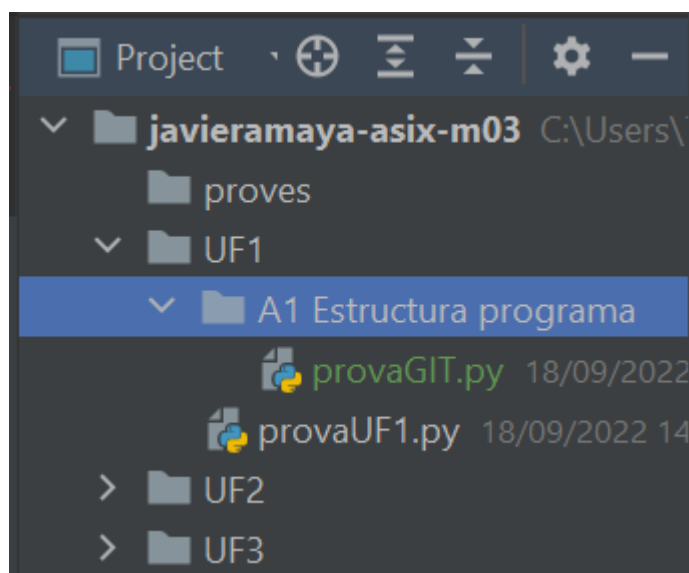 Project
javieramaya-asix-m03 C:\Users\
proves
UF1
A1 Estructura programa
provaGIT.py 18/09/2022
provaUF1.py 18/09/2022 14
UF2
UF3